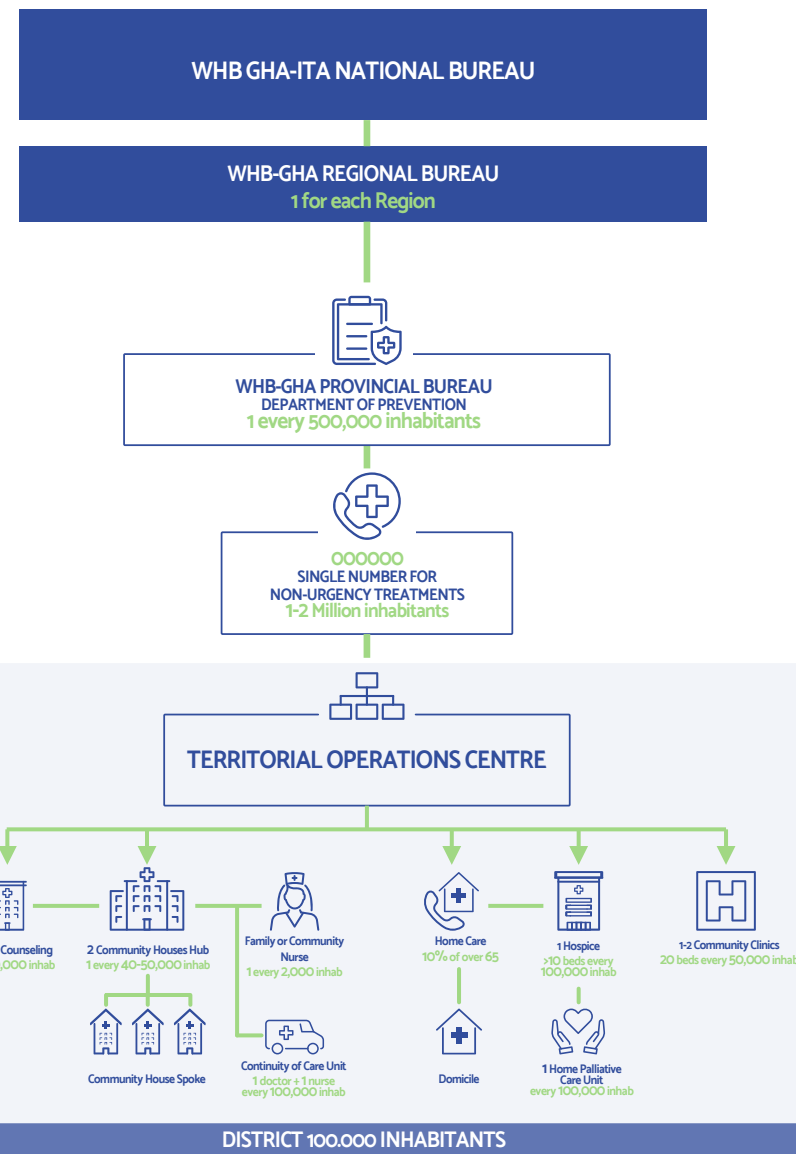 WHB GHA-ITA NATIONAL BUREAU
WHB-GHA REGIONAL BUREAU
1 for each Region
WHB-GHA PROVINCIAL BUREAU
DEPARTMENT OF PREVENTION
1 every 500,000 inhabitants
000000
SINGLE NUMBER FOR
NON-URGENCY TREATMENTS
1-2 Million inhabitants
TERRITORIAL OPERATIONS CENTRE
Counseling
,000 inhab
2 Community Houses Hub
1 every 40-50,000 inhab
Family or Community
Nurse
1 every 2,000 inhab
Home Care
10% of over 65
1 Hospice
>10 beds every
100,000 inhab
1-2 Community Clinics
20 beds every 50,000 inhab
Community House Spoke
Continuity of Care Unit
1 doctor + 1 nurse
every 100,000 inhab
Domicile
1 Home Palliative
Care Unit
every 100,000 inhab
DISTRICT 100.000 INHABITANTS